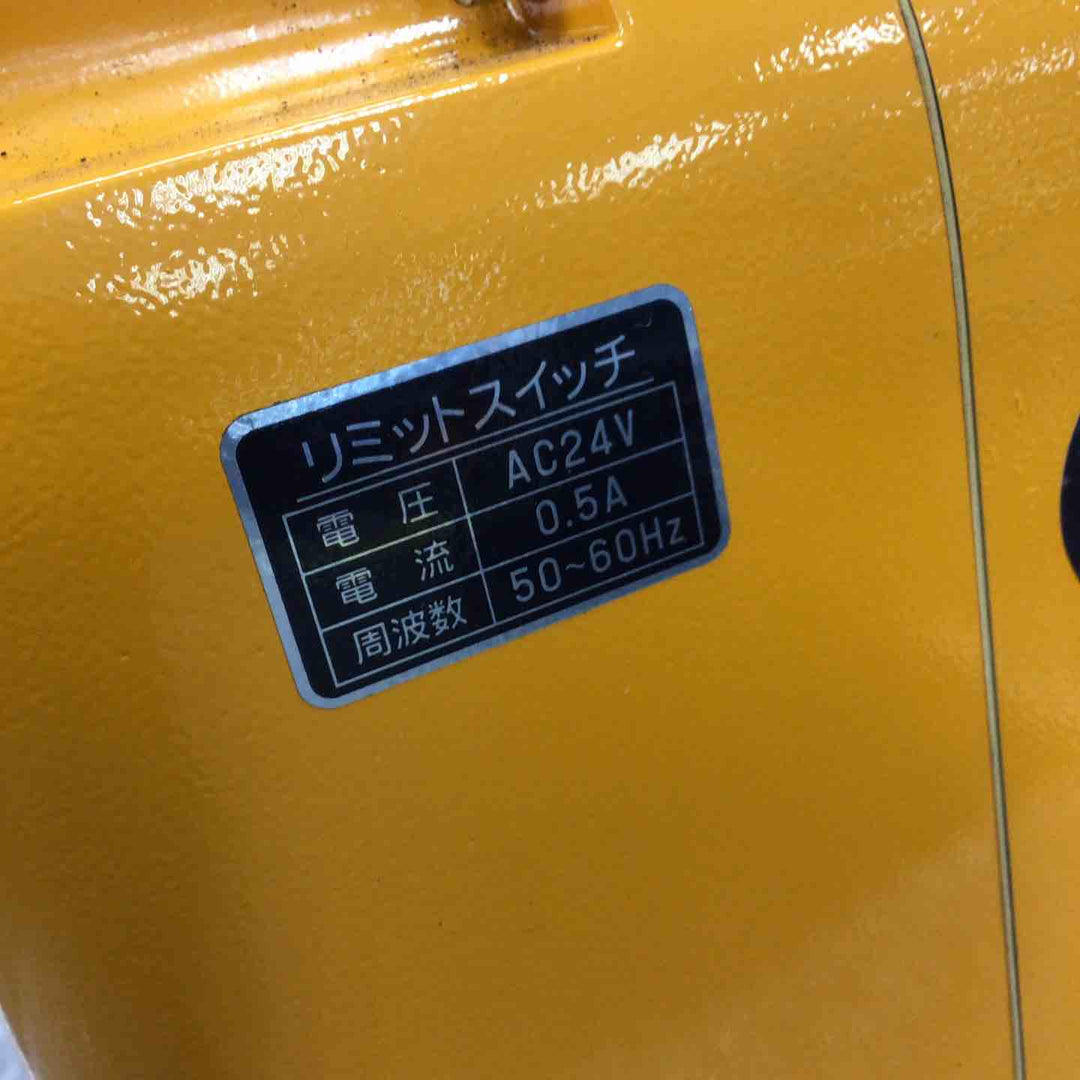 リミットスイッチ
電圧 AC24V
電流 0.5A
周波数 50~60Hz